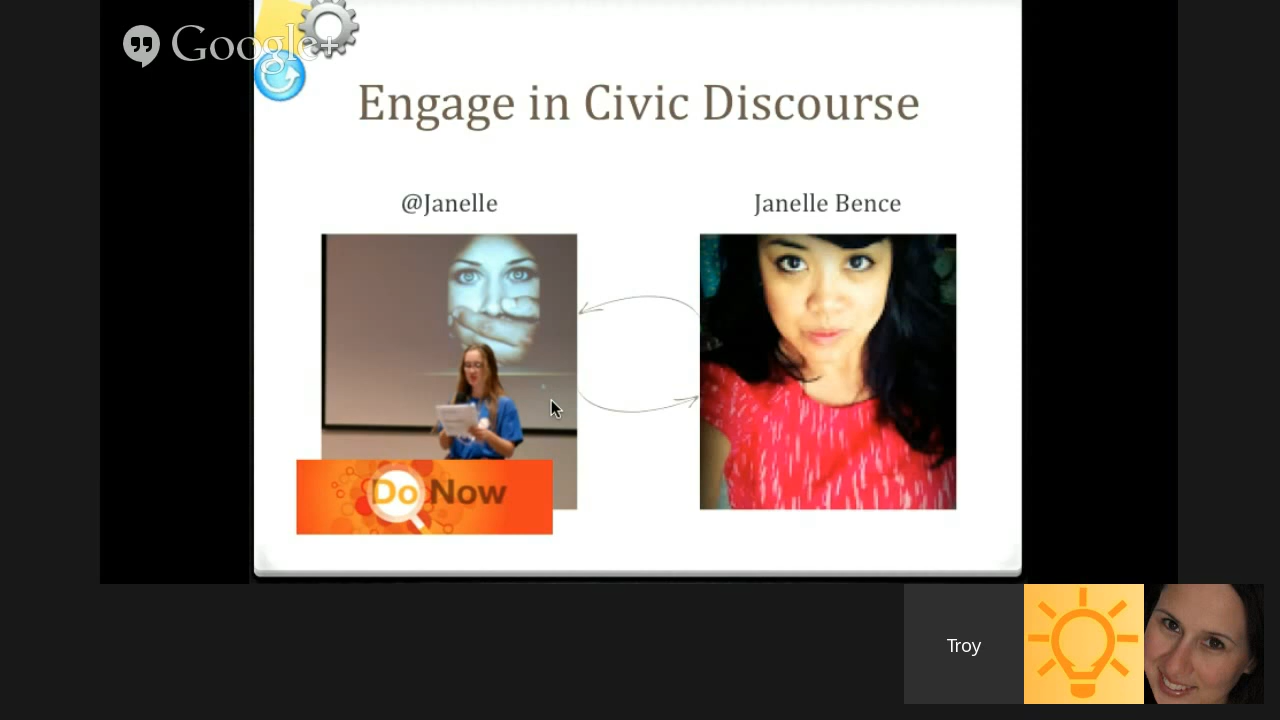 Google+
Engage in Civic Discourse
@Janelle
Janelle Bence
Do Now
Troy